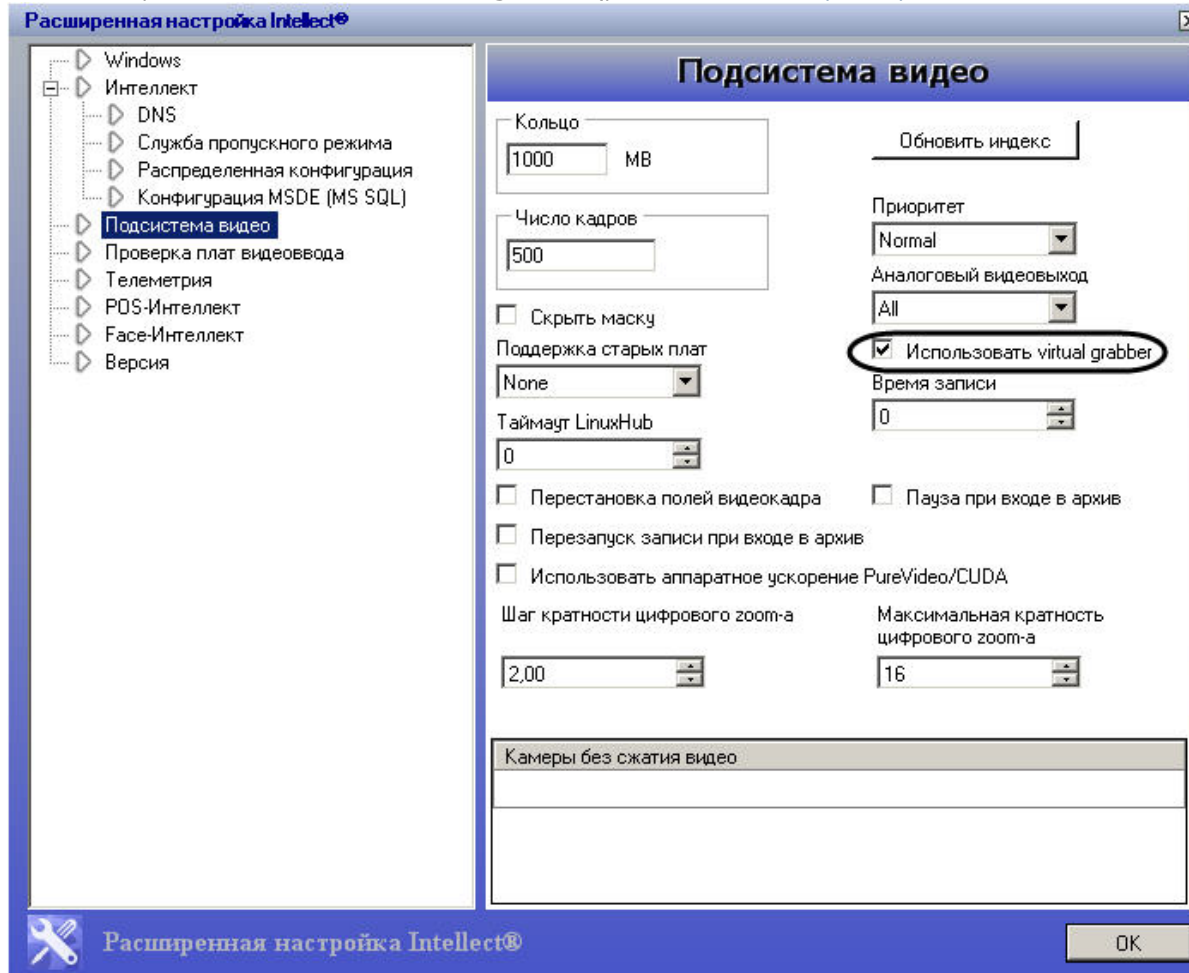 Расширенная настройка Intellect®
Windows
Интеллект
DNS
Служба пропускного режима
Распределенная конфигурация
Конфигурация MSDE (MS SQL)
Подсистема видео
Проверка плат видеоввода
Телеметрия
POS-Интеллект
Face-Интеллект
Версия
Подсистема видео
Кольцо
1000 MB
Обновить индекс
Число кадров
500
Приоритет
Normal
Аналоговый видеовыход
All
Скрыть маску
Использовать virtual grabber
Поддержка старых плат
None
Время записи
0
Таймаут LinuxHub
0
Перестановка полей видеокадра
Пауза при входе в архив
Перезапуск записи при входе в архив
Использовать аппаратное ускорение PureVideo/CUDA
Шаг кратности цифрового zoom-а
2,00
Максимальная кратность
цифрового zoom-а
16
Камеры без сжатия видео
Расширенная настройка Intellect®
OK